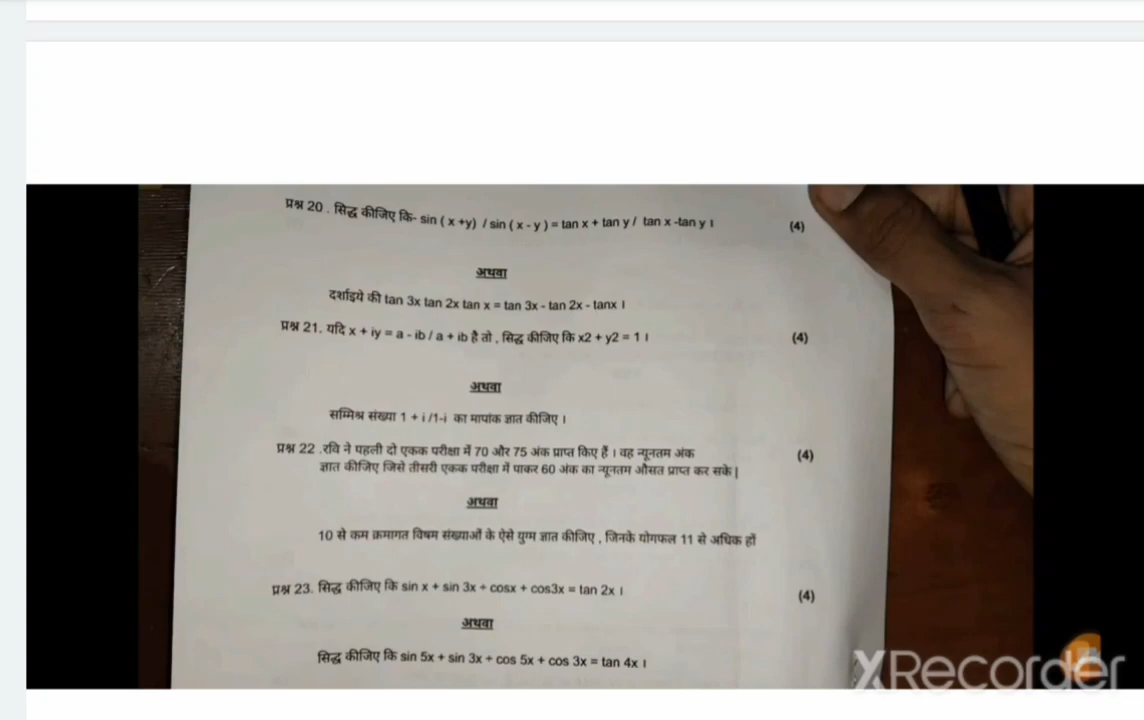 प्रश्न 20 . सिद्ध कीजिए कि- sin ( x +y) / sin ( x - y ) = tan x + tan y / tan x -tan y । (4)
अथवा
दर्शाइये की tan 3x tan 2x tan x = tan 3x - tan 2x - tanx ।
प्रश्न 21. यदि x + iy = a - ib / a + ib है तो , सिद्ध कीजिए कि x2 + y2 = 1 । (4)
अथवा
सम्मिश्र संख्या 1 + i /1-i का मापांक ज्ञात कीजिए ।
प्रश्न 22 .रवि ने पहली दो एकक परीक्षा में 70 और 75 अंक प्राप्त किए हैं । वह न्यूनतम अंक (4)
ज्ञात कीजिए जिसे तीसरी एकक परीक्षा में पाकर 60 अंक का न्यूनतम औसत प्राप्त कर सके |
अथवा
10 से कम क्रमागत विषम संख्याओं के ऐसे युग्म ज्ञात कीजिए , जिनके योगफल 11 से अधिक हों
प्रश्न 23. सिद्ध कीजिए कि sin x + sin 3x ÷ cosx + cos3x = tan 2x । (4)
अथवा
सिद्ध कीजिए कि sin 5x + sin 3x ÷ cos 5x + cos 3x = tan 4x ।
XRecorder